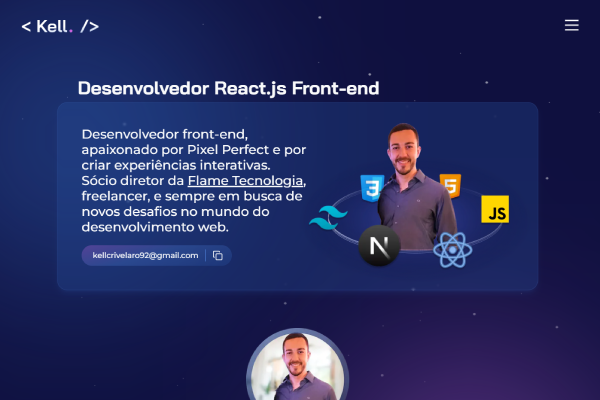 < Kell. />
Desenvolvedor React.js Front-end
Desenvolvedor front-end,
apaixonado por Pixel Perfect e por
criar experiências interativas.
Sócio diretor da Flame Tecnologia,
freelancer, e sempre em busca de
novos desafios no mundo do
desenvolvimento web.
kellcrivelaro92@gmail.com
3
5
JS
N